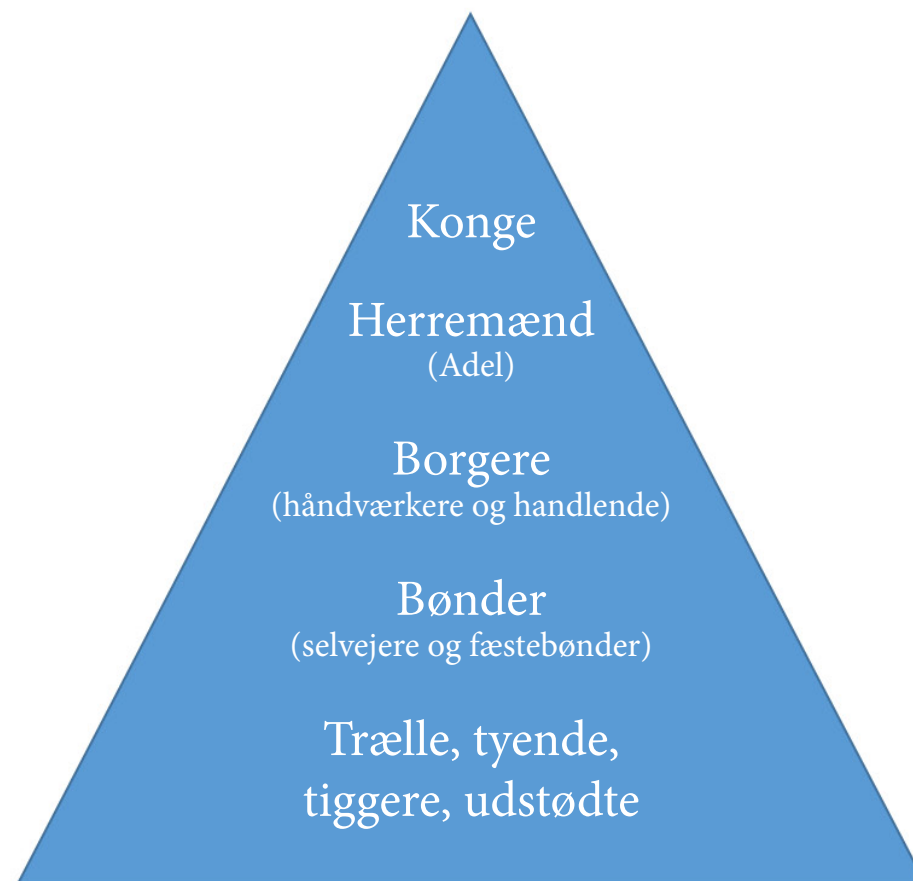 Konge
Herremænd
(Adel)
Borgere
(håndværkere og handlende)
Bønder
(selvejere og fæstebønder)
Trælle, tyende,
tiggere, udstødte